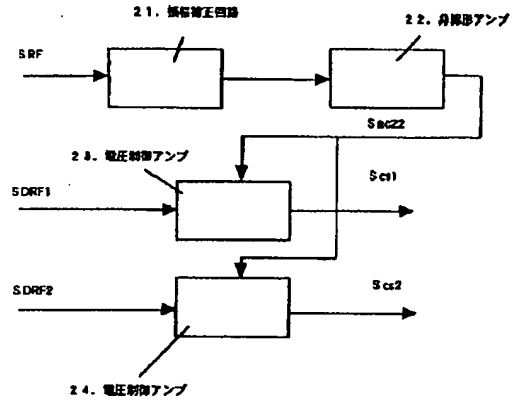 21．振幅補正回路
22．非線形アンプ
SRF
Sac22
23．電圧制御アンプ
Scs1
SDRF1
Scs2
SDRF2
24．電圧制御アンプ